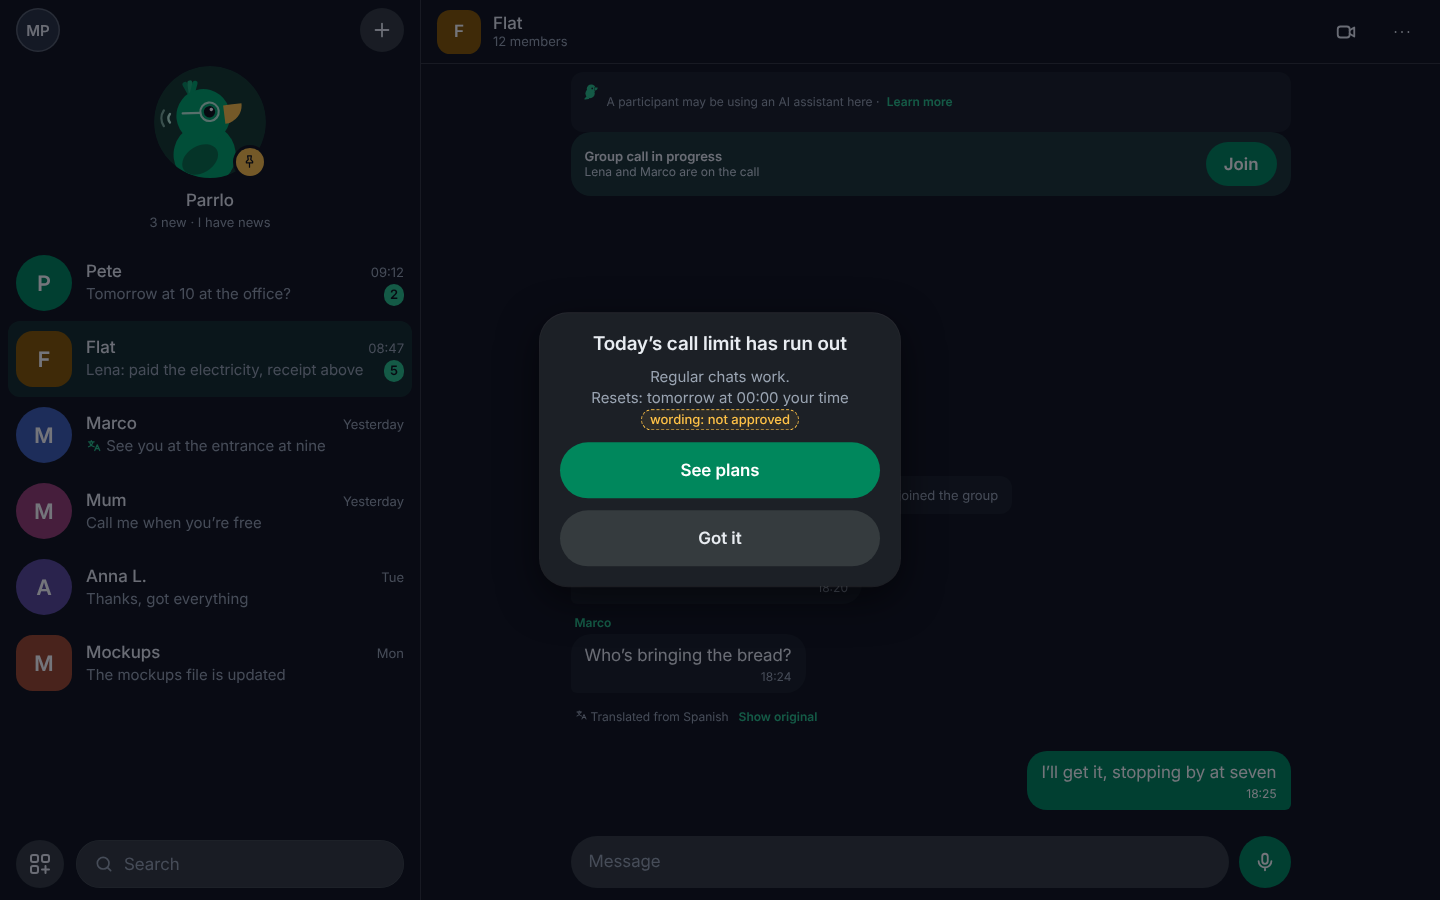 MP
Parrlo
3 new · I have news
P
Pete
09:12
Tomorrow at 10 at the office?
2
F
Flat
08:47
Lena: paid the electricity, receipt above
5
M
Marco
Yesterday
See you at the entrance at nine
M
Mum
Yesterday
Call me when you’re free
A
Anna L.
Tue
Thanks, got everything
M
Mockups
Mon
The mockups file is updated
Search
F
Flat
12 members
A participant may be using an AI assistant here · Learn more
Group call in progress
Lena and Marco are on the call
Join
Today’s call limit has run out
Regular chats work.
Resets: tomorrow at 00:00 your time
wording: not approved
See plans
Got it
the group
18:20
Marco
Who’s bringing the bread?
18:24
Translated from Spanish Show original
I’ll get it, stopping by at seven
18:25
Message